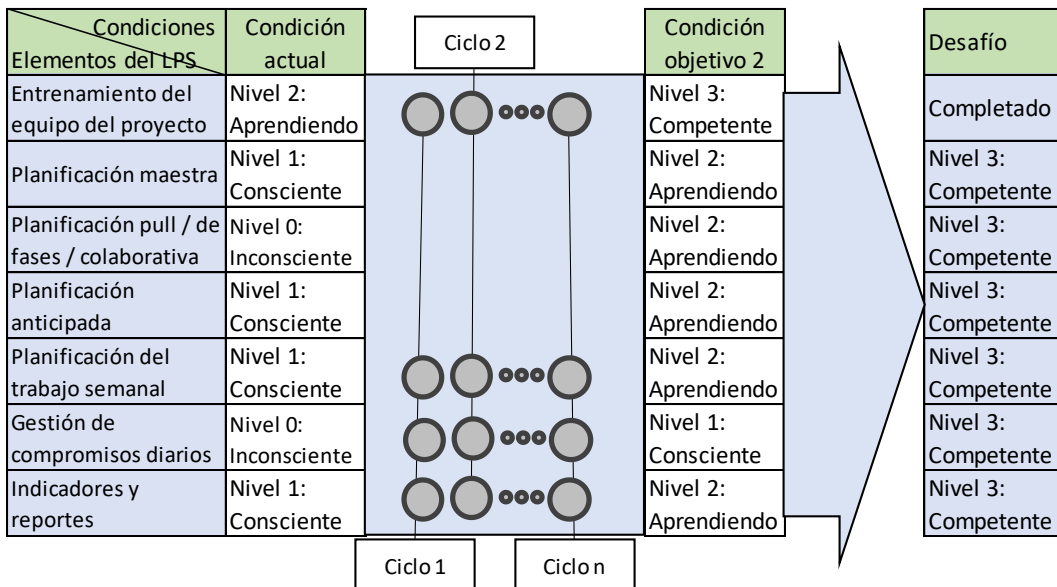 Condiciones
Elementos del LPS
Condición
actual
Ciclo 2
Condición
objetivo 2
Desafío
Entrenamiento del
equipo del proyecto
Nivel 2:
Aprendiendo
Nivel 3:
Competente
Completado
Planificación maestra
Nivel 1:
Consciente
Nivel 2:
Aprendiendo
Nivel 3:
Competente
Planificación pull / de
fases / colaborativa
Nivel 0:
Inconsciente
Nivel 2:
Aprendiendo
Nivel 3:
Competente
Planificación
anticipada
Nivel 1:
Consciente
Nivel 2:
Aprendiendo
Nivel 3:
Competente
Planificación del
trabajo semanal
Nivel 1:
Consciente
Nivel 2:
Aprendiendo
Nivel 3:
Competente
Gestión de
compromisos diarios
Nivel 0:
Inconsciente
Nivel 1:
Consciente
Nivel 3:
Competente
Indicadores y
reportes
Nivel 1:
Consciente
Nivel 2:
Aprendiendo
Nivel 3:
Competente
Ciclo 1
Ciclo n